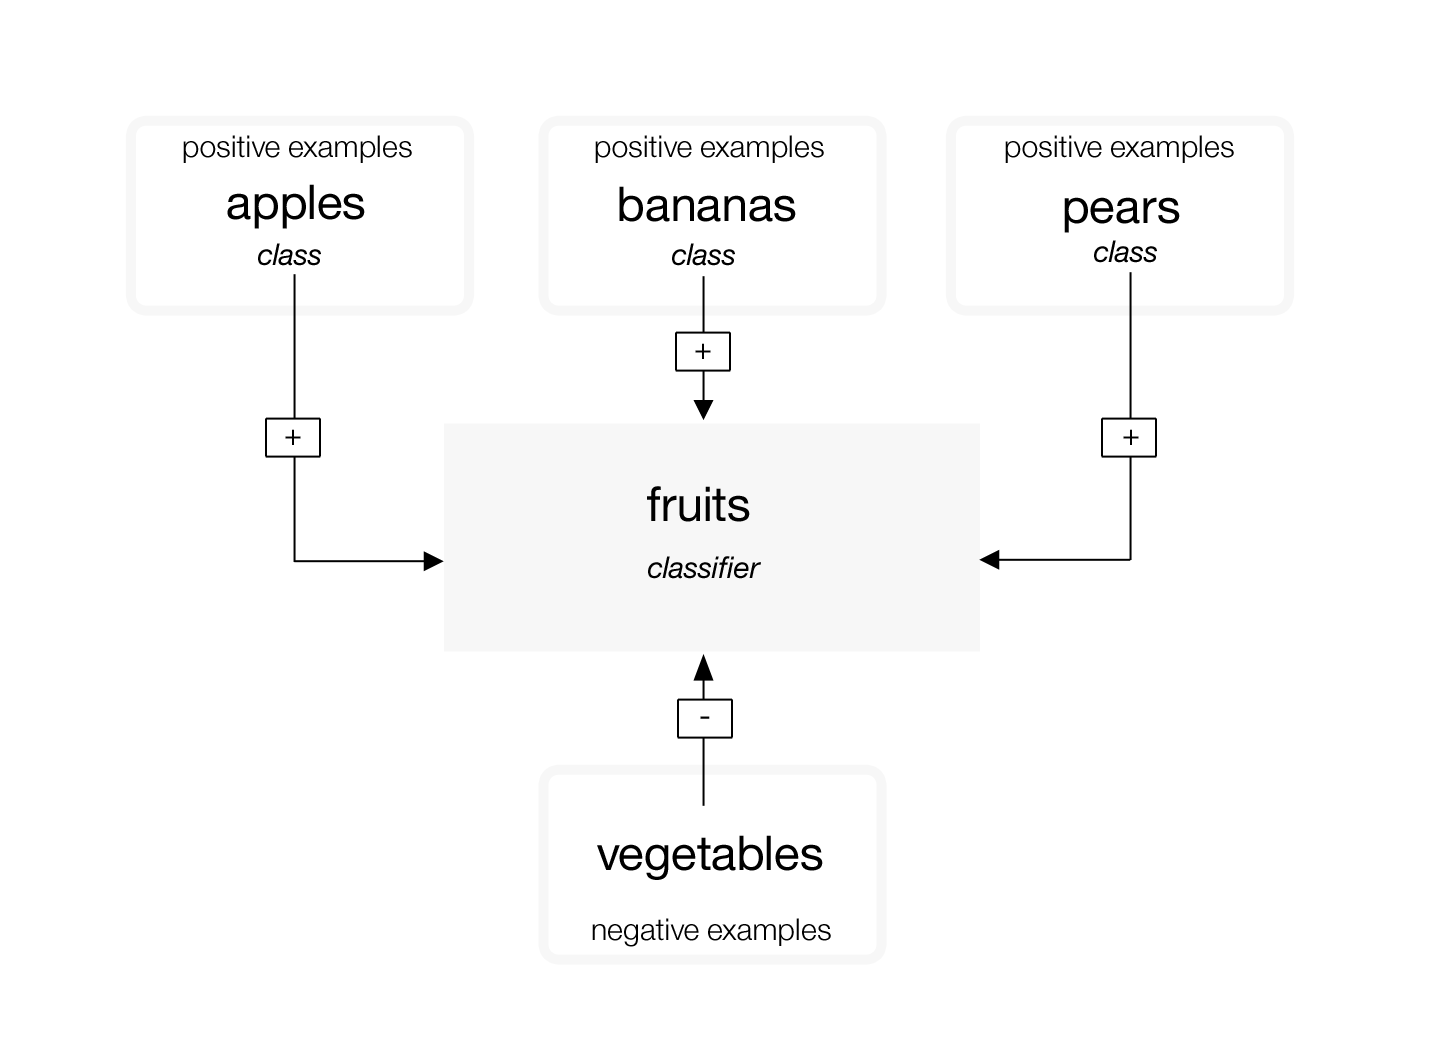 positive examples
apples
class
positive examples
bananas
class
positive examples
pears
class
+
+
+
fruits
classifier
-
vegetables
negative examples